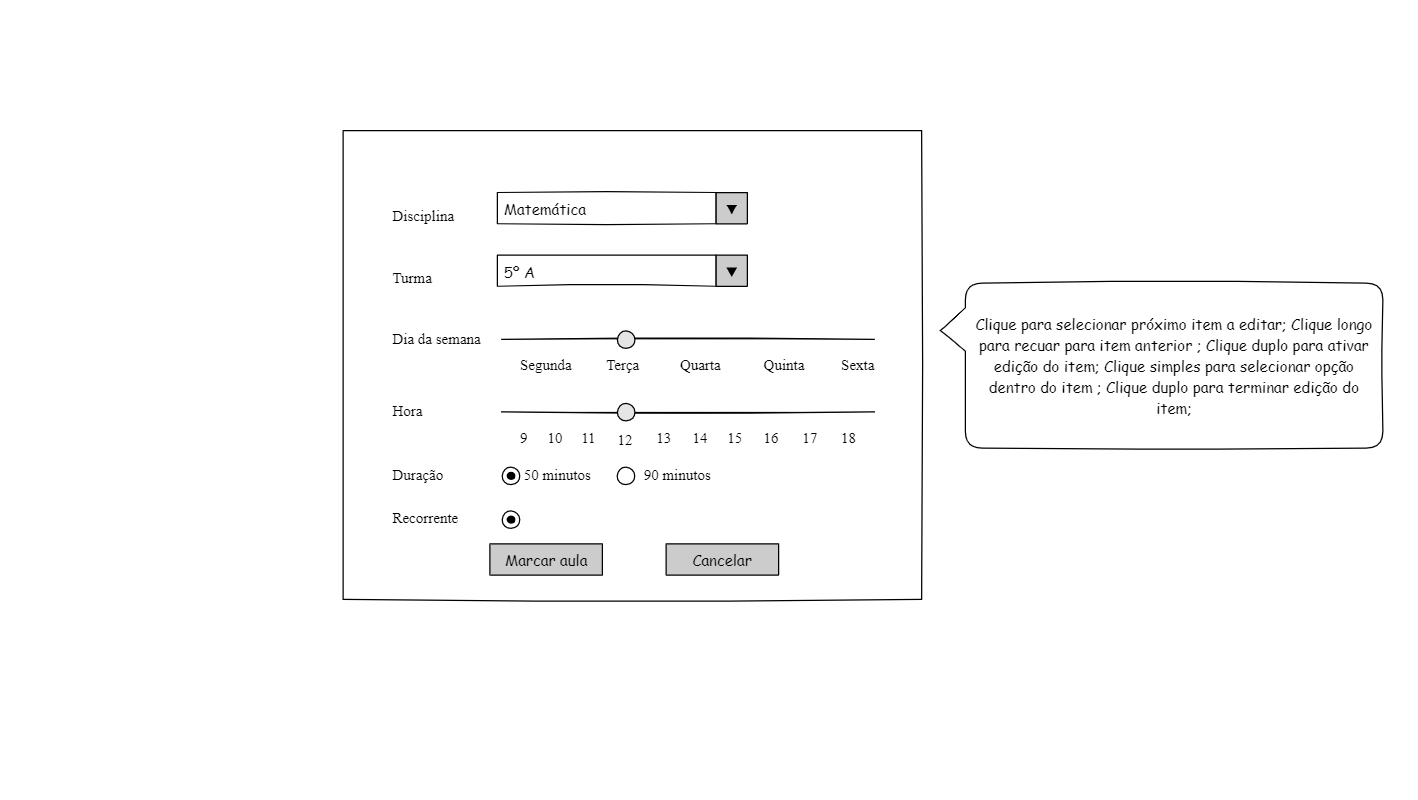 Disciplina Matemática
Turma 5º A
Dia da semana
Segunda Terça Quarta Quinta Sexta
Hora
9 10 11 12 13 14 15 16 17 18
Duração 50 minutos 90 minutos
Recorrente
Marcar aula Cancelar
Clique para selecionar próximo item a editar; Clique longo
para recuar para item anterior ; Clique duplo para ativar
edição do item; Clique simples para selecionar opção
dentro do item ; Clique duplo para terminar edição do
item;